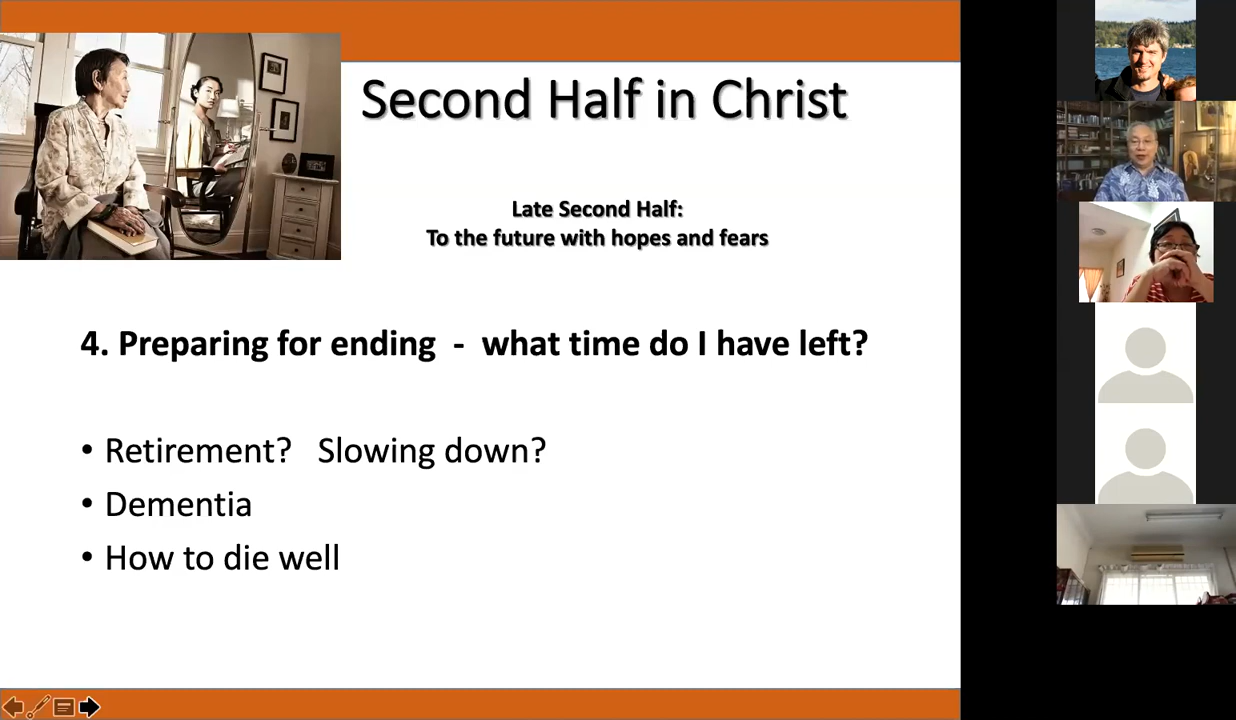 Second Half in Christ
Late Second Half:
To the future with hopes and fears
4. Preparing for ending - what time do I have left?
• Retirement? Slowing down?
• Dementia
• How to die well